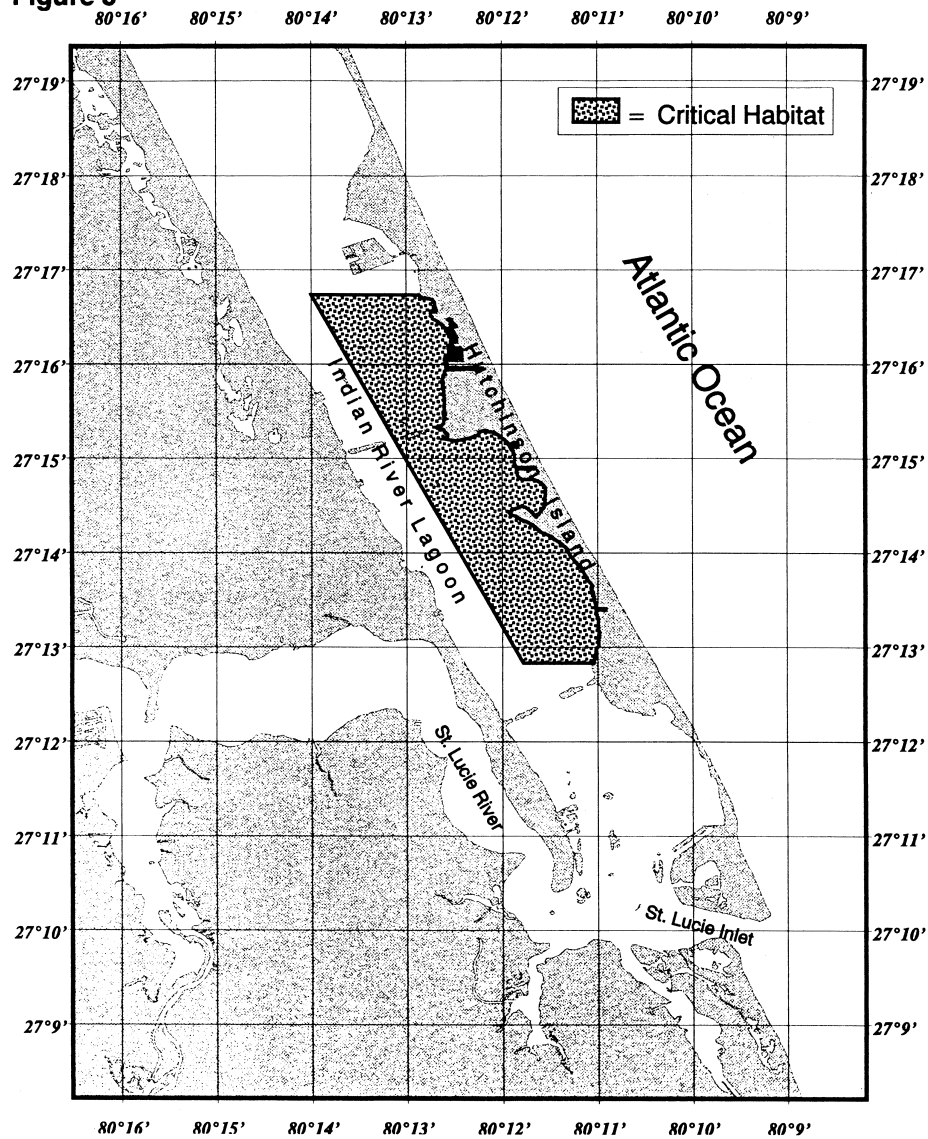 Figure
80°16' 80°15' 80°14' 80°13' 80°12' 80°11' 80°10' 80°9'
27°19' 27°19'
= Critical Habitat
27°18' 27°18'
27°17' 27°17'
Atlantic Ocean
27°16' 27°16'
Hutchinson Island
Indian River Lagoon
27°15' 27°15'
27°14' 27°14'
27°13' 27°13'
27°12' 27°12'
St. Lucie River
27°11' 27°11'
St. Lucie Inlet
27°10' 27°10'
27°9' 27°9'
80°16' 80°15' 80°14' 80°13' 80°12' 80°11' 80°10' 80°9'